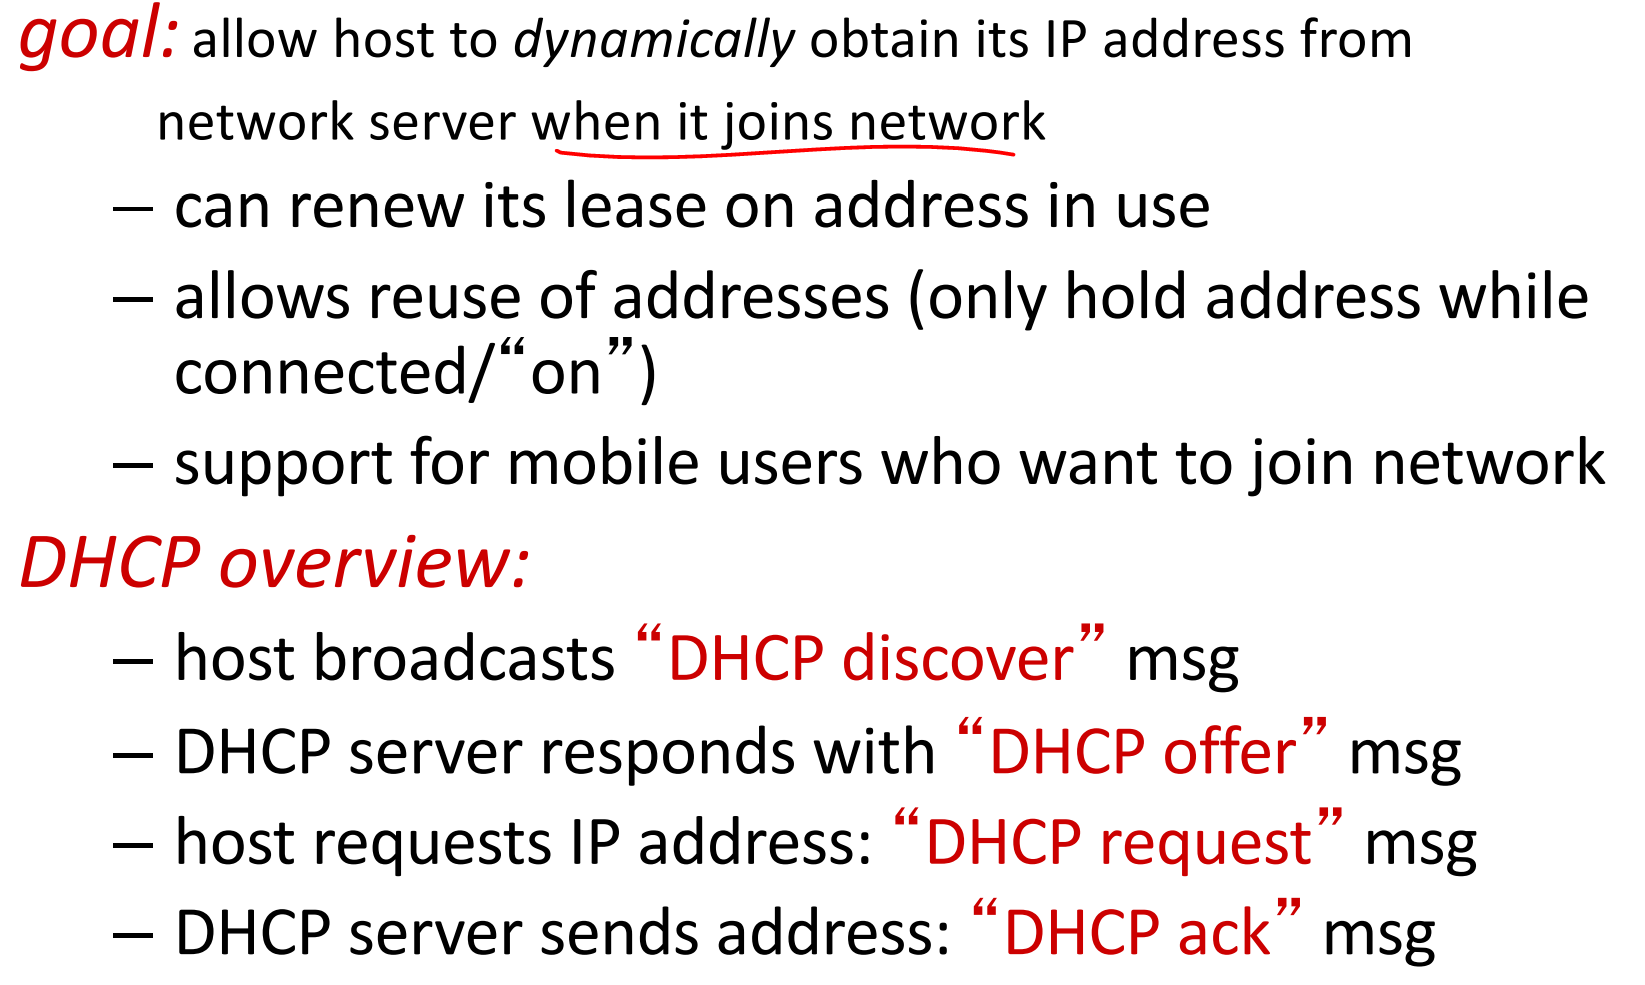 goal: allow host to dynamically obtain its IP address from
network server when it joins network
– can renew its lease on address in use
– allows reuse of addresses (only hold address while
connected/“on”)
– support for mobile users who want to join network
DHCP overview:
– host broadcasts “DHCP discover” msg
– DHCP server responds with “DHCP offer” msg
– host requests IP address: “DHCP request” msg
– DHCP server sends address: “DHCP ack” msg